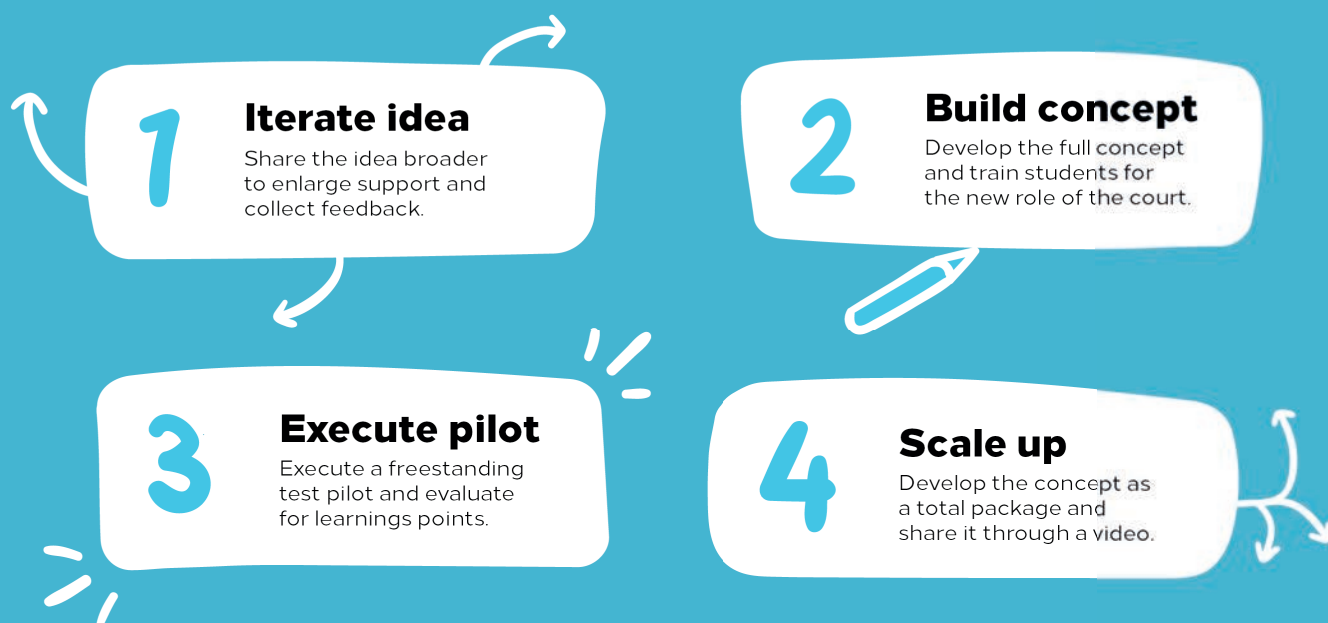 1
Iterate idea
Share the idea broader
to enlarge support and
collect feedback.
2
Build concept
Develop the full concept
and train students for
the new role of the court.
3
Execute pilot
Execute a freestanding
test pilot and evaluate
for learnings points.
4
Scale up
Develop the concept as
a total package and
share it through a video.